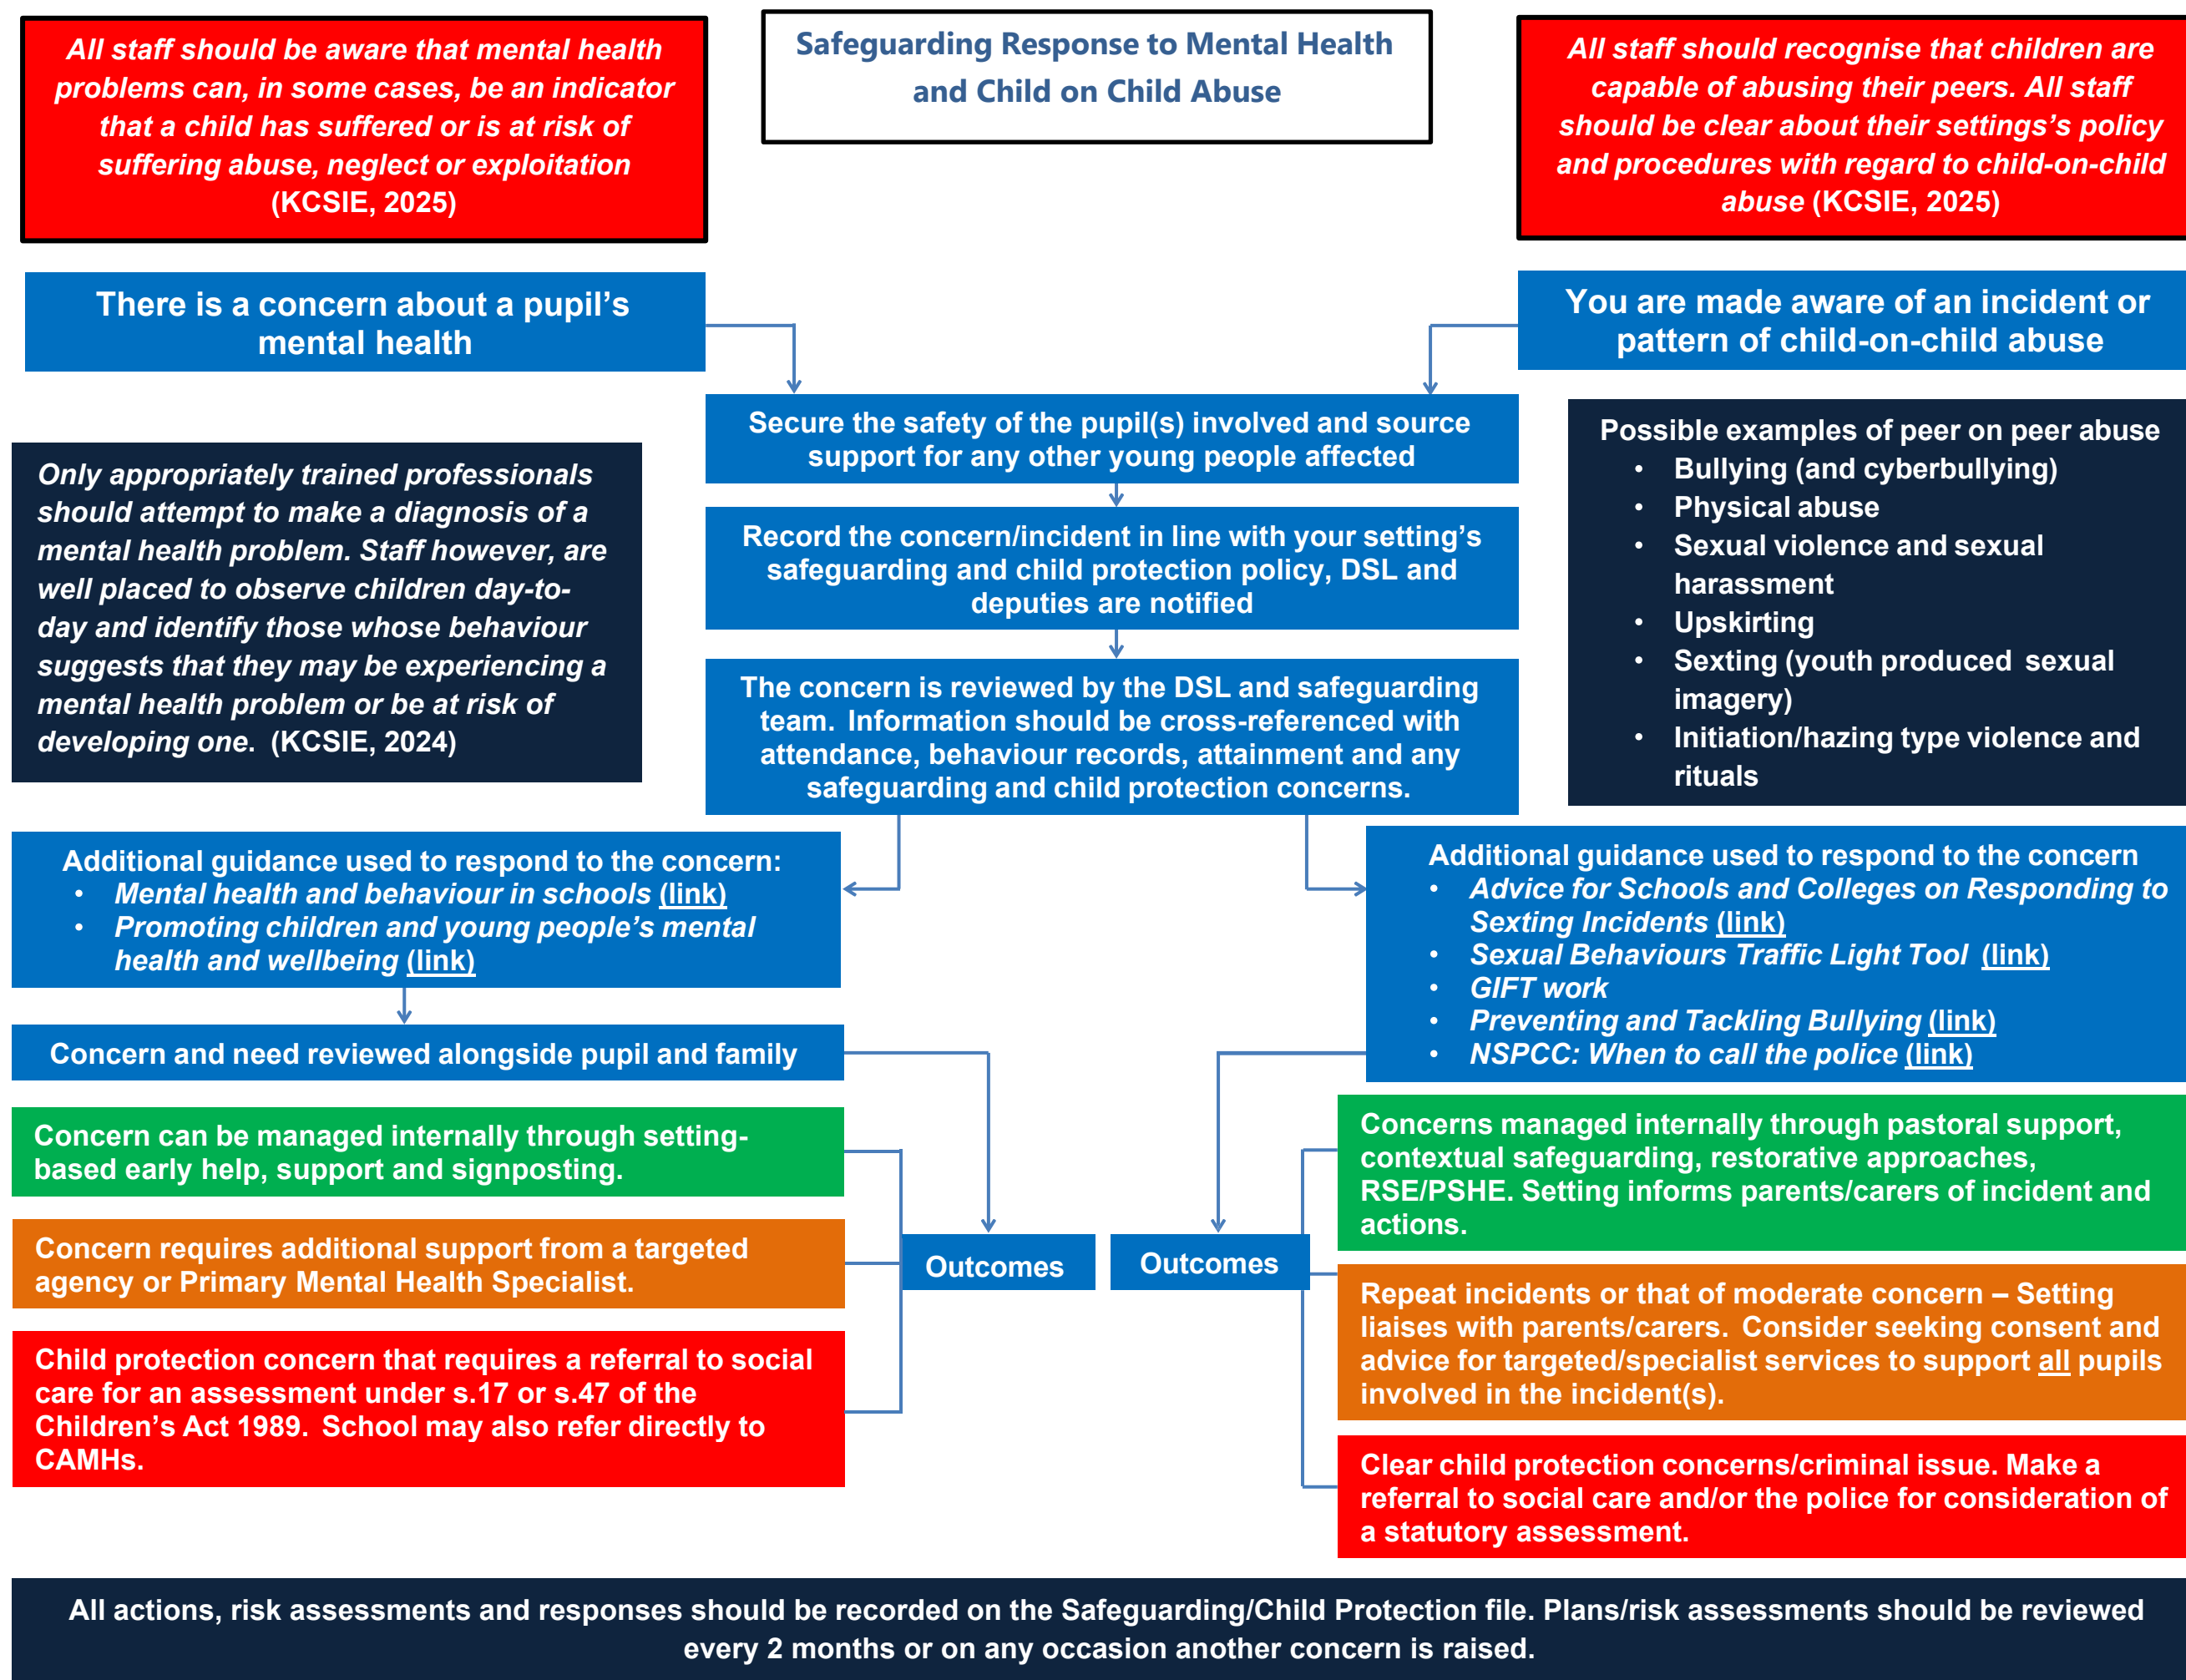 All staff should be aware that mental health
problems can, in some cases, be an indicator
that a child has suffered or is at risk of
suffering abuse, neglect or exploitation
(KCSIE, 2025)
Safeguarding Response to Mental Health
and Child on Child Abuse
All staff should recognise that children are
capable of abusing their peers. All staff
should be clear about their settings's policy
and procedures with regard to child-on-child
abuse (KCSIE, 2025)
There is a concern about a pupil’s
mental health
You are made aware of an incident or
pattern of child-on-child abuse
Secure the safety of the pupil(s) involved and source
support for any other young people affected
Only appropriately trained professionals
should attempt to make a diagnosis of a
mental health problem. Staff however, are
well placed to observe children day-to-
day and identify those whose behaviour
suggests that they may be experiencing a
mental health problem or be at risk of
developing one. (KCSIE, 2024)
Record the concern/incident in line with your setting’s
safeguarding and child protection policy, DSL and
deputies are notified
The concern is reviewed by the DSL and safeguarding
team. Information should be cross-referenced with
attendance, behaviour records, attainment and any
safeguarding and child protection concerns.
Possible examples of peer on peer abuse
• Bullying (and cyberbullying)
• Physical abuse
• Sexual violence and sexual
harassment
• Upskirting
• Sexting (youth produced sexual
imagery)
• Initiation/hazing type violence and
rituals
Additional guidance used to respond to the concern:
• Mental health and behaviour in schools (link)
• Promoting children and young people’s mental
health and wellbeing (link)
Additional guidance used to respond to the concern
• Advice for Schools and Colleges on Responding to
Sexting Incidents (link)
• Sexual Behaviours Traffic Light Tool (link)
• GIFT work
• Preventing and Tackling Bullying (link)
• NSPCC: When to call the police (link)
Concern and need reviewed alongside pupil and family
Concern can be managed internally through setting-
based early help, support and signposting.
Concern requires additional support from a targeted
agency or Primary Mental Health Specialist.
Child protection concern that requires a referral to social
care for an assessment under s.17 or s.47 of the
Children’s Act 1989. School may also refer directly to
CAMHs.
Outcomes
Outcomes
Concerns managed internally through pastoral support,
contextual safeguarding, restorative approaches,
RSE/PSHE. Setting informs parents/carers of incident and
actions.
Repeat incidents or that of moderate concern – Setting
liaises with parents/carers. Consider seeking consent and
advice for targeted/specialist services to support all pupils
involved in the incident(s).
Clear child protection concerns/criminal issue. Make a
referral to social care and/or the police for consideration of
a statutory assessment.
All actions, risk assessments and responses should be recorded on the Safeguarding/Child Protection file. Plans/risk assessments should be reviewed
every 2 months or on any occasion another concern is raised.